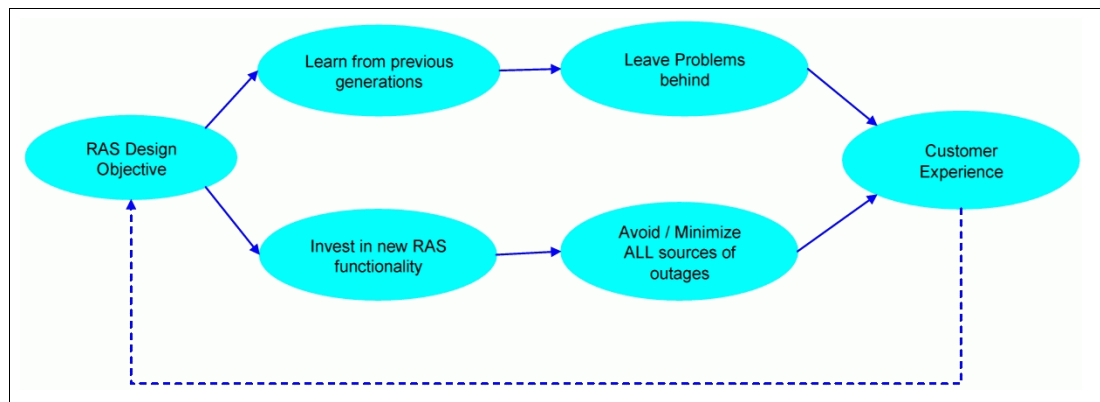 Learn from previous
generations
Leave Problems
behind
RAS Design
Objective
Customer
Experience
Invest in new RAS
functionality
Avoid / Minimize
ALL sources of
outages